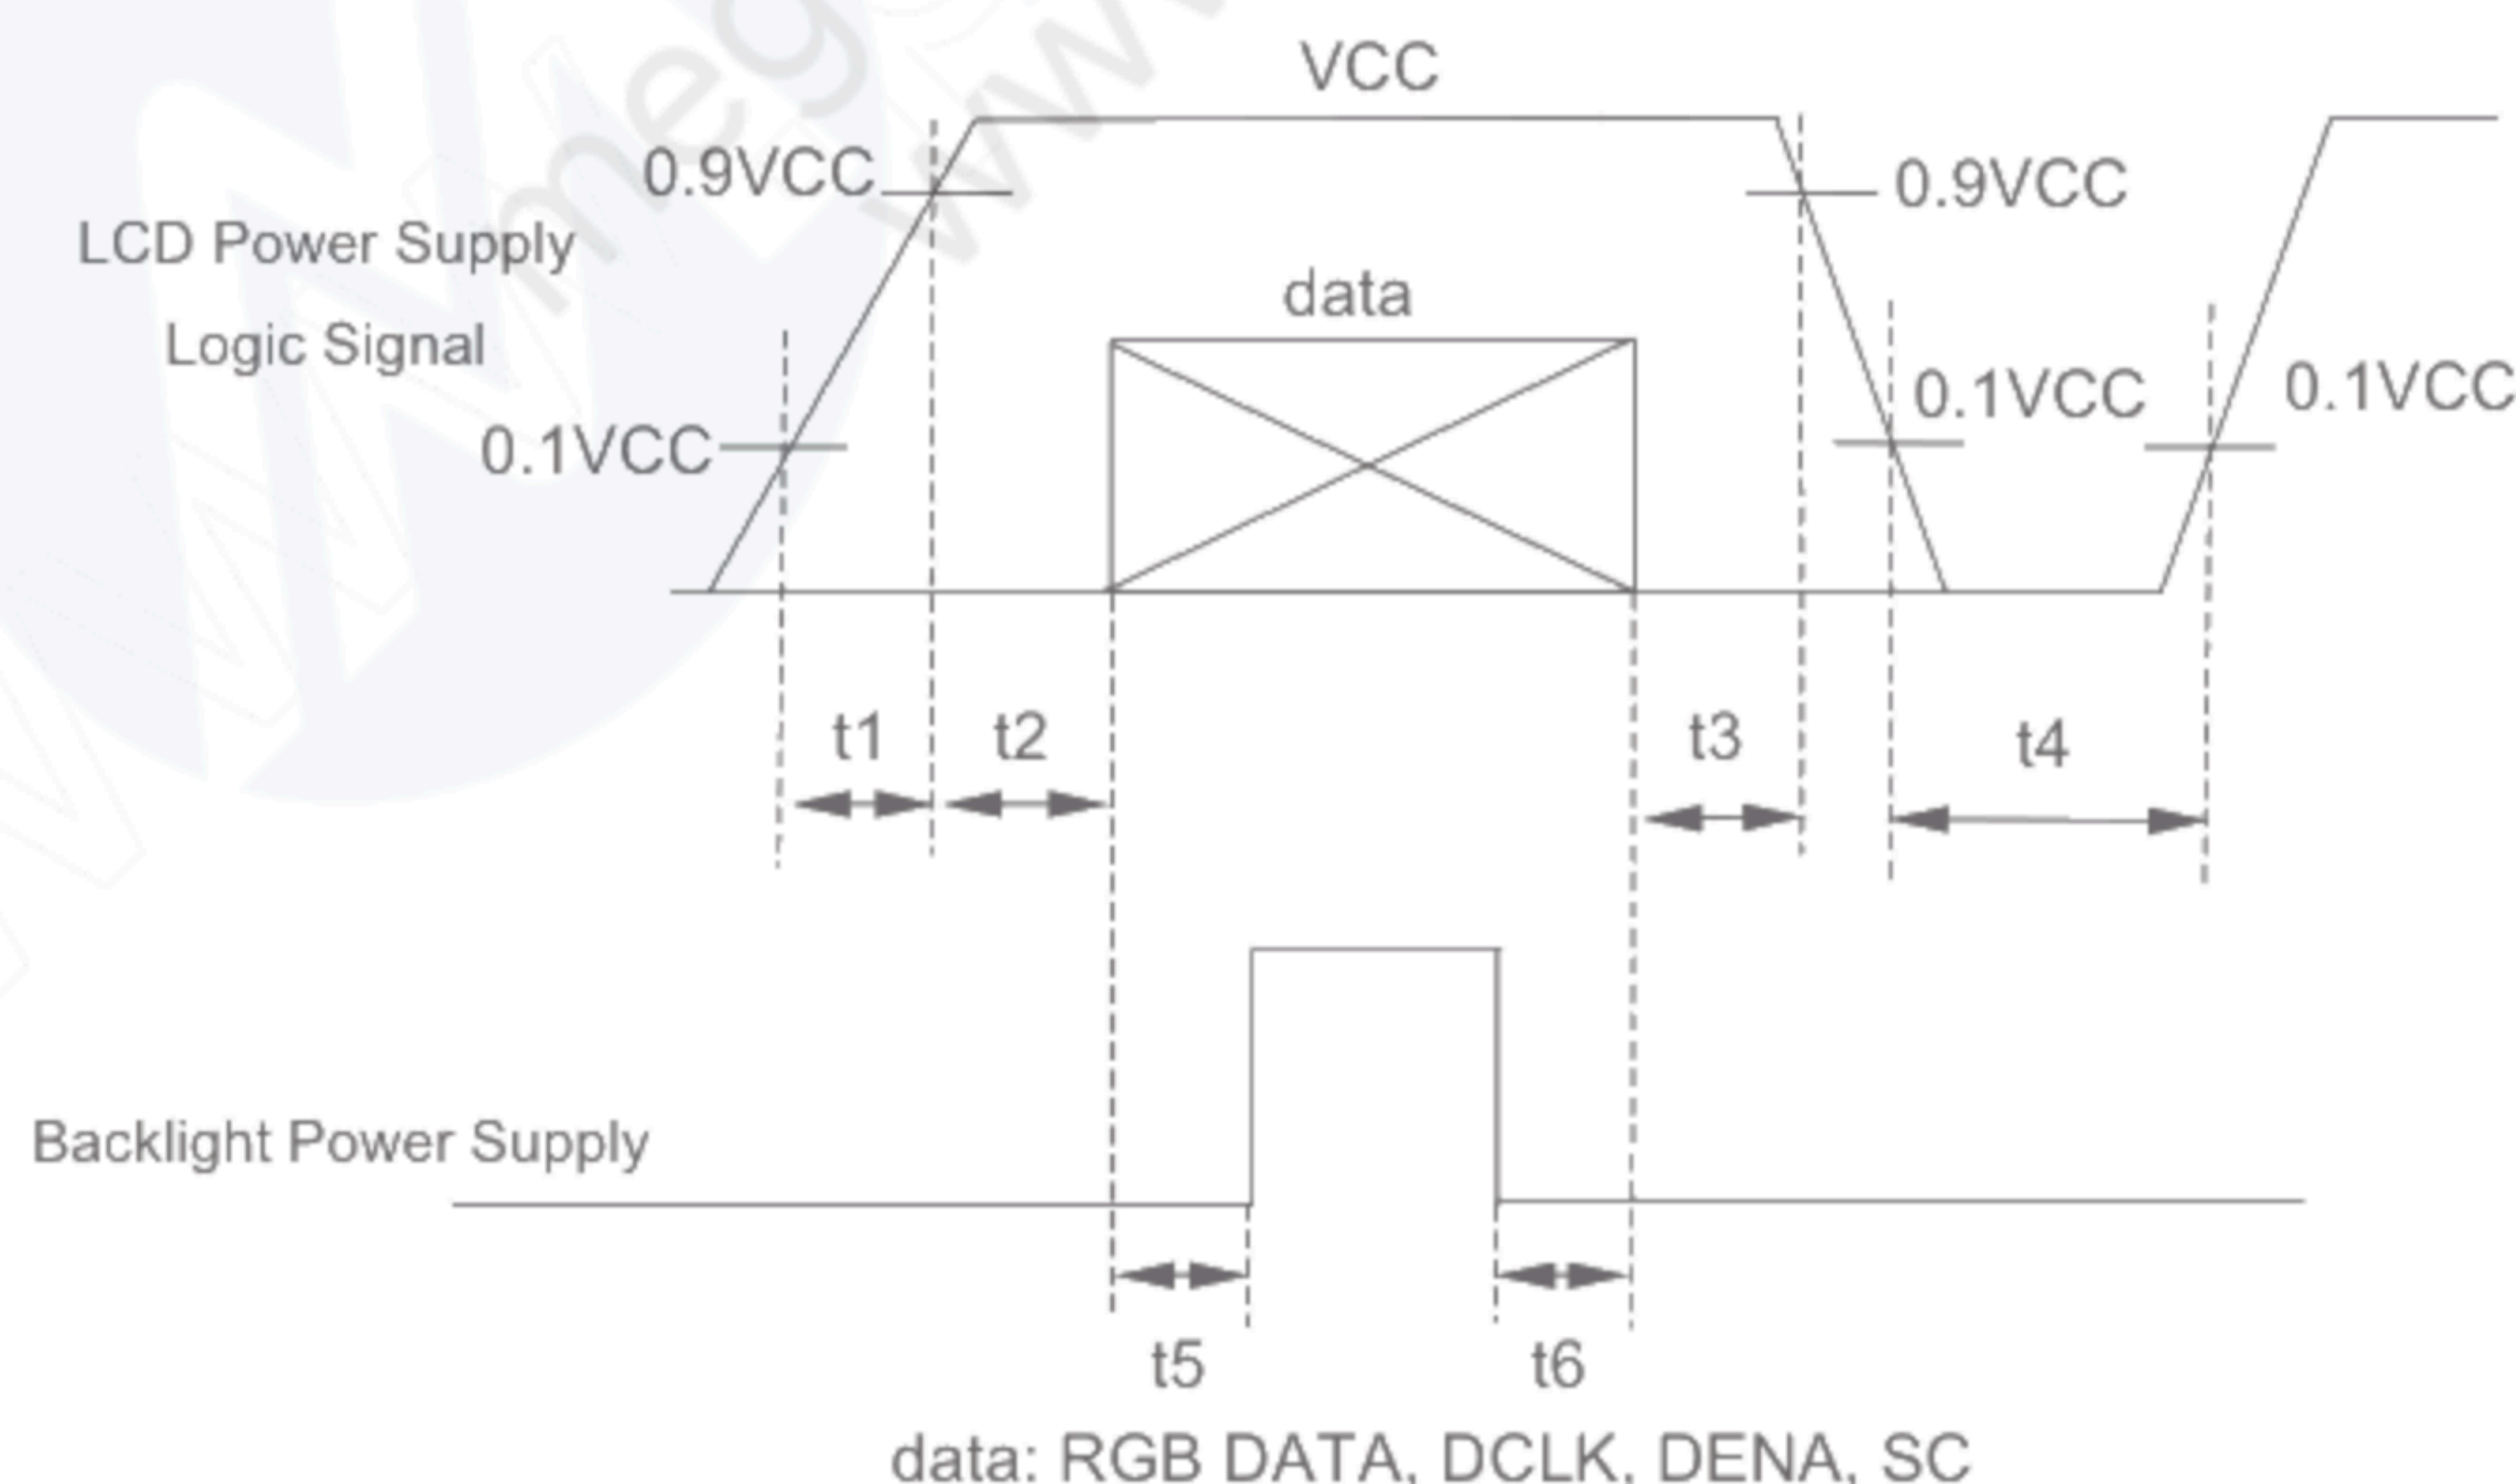 VCC
0.9VCC
0.9VCC
LCD Power Supply
data
Logic Signal
0.1VCC
0.1VCC
0.1VCC
t1
t2
t3
t4
Backlight Power Supply
t5
t6
data: RGB DATA, DCLK, DENA, SC